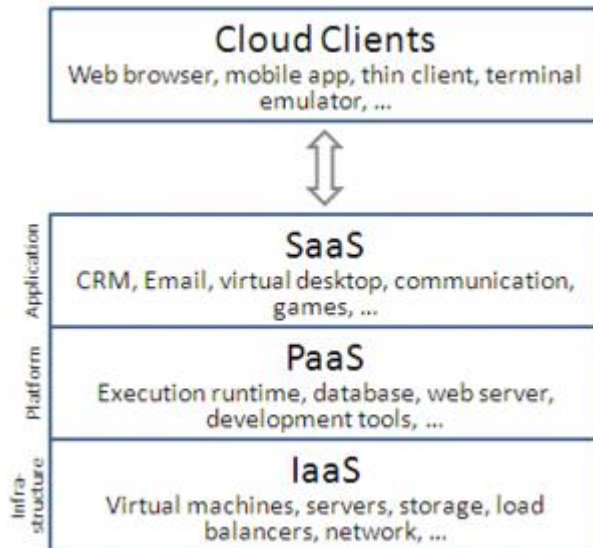 Cloud Clients
Web browser, mobile app, thin client, terminal
emulator, ...
Application
SaaS
CRM, Email, virtual desktop, communication,
games, ...
Platform
PaaS
Execution runtime, database, web server,
development tools, ...
Infra-
structure
IaaS
Virtual machines, servers, storage, load
balancers, network, ...